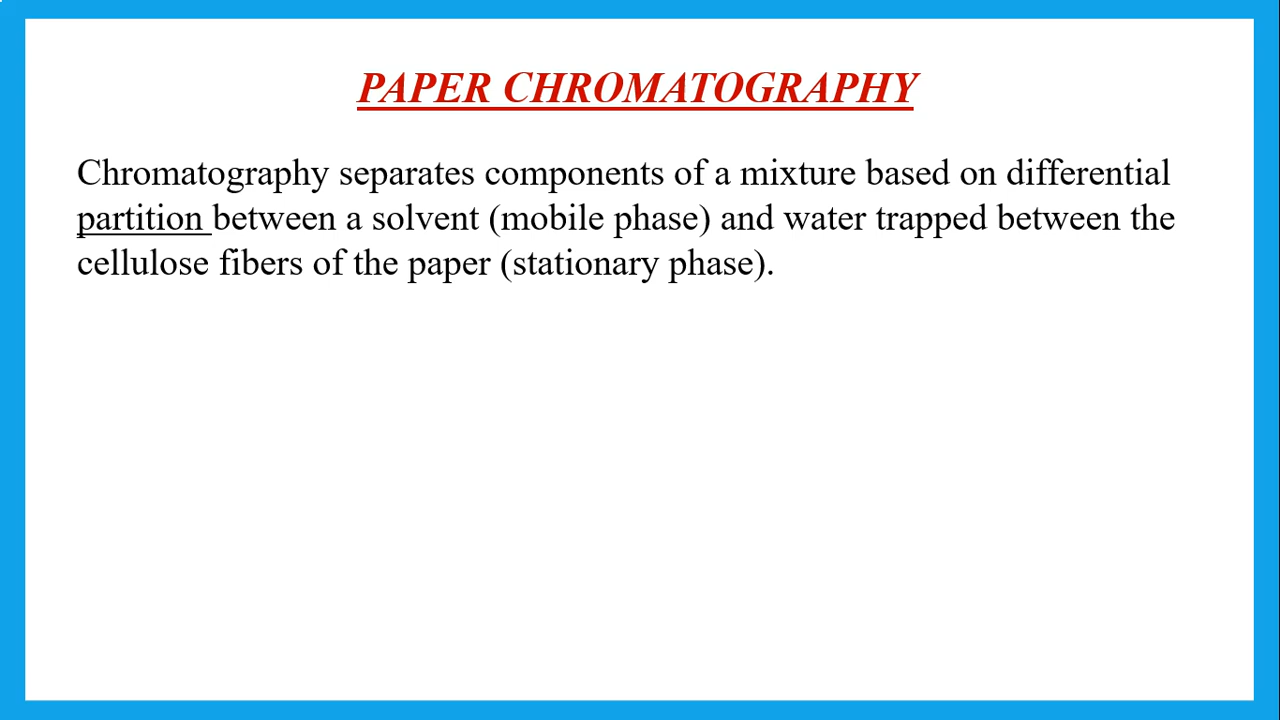 PAPER CHROMATOGRAPHY
Chromatography separates components of a mixture based on differential
partition between a solvent (mobile phase) and water trapped between the
cellulose fibers of the paper (stationary phase).